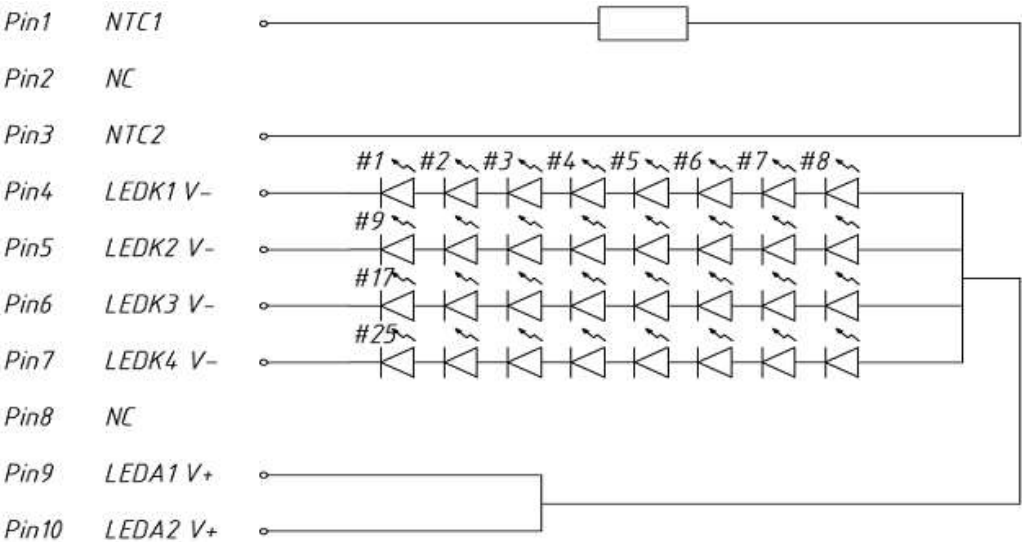 Pin1 NTC1
Pin2 NC
Pin3 NTC2
#1 #2 #3 #4 #5 #6 #7 #8
Pin4 LEDK1 V-
#9
Pin5 LEDK2 V-
#17
Pin6 LEDK3 V-
#25
Pin7 LEDK4 V-
Pin8 NC
Pin9 LEDA1 V+
Pin10 LEDA2 V+